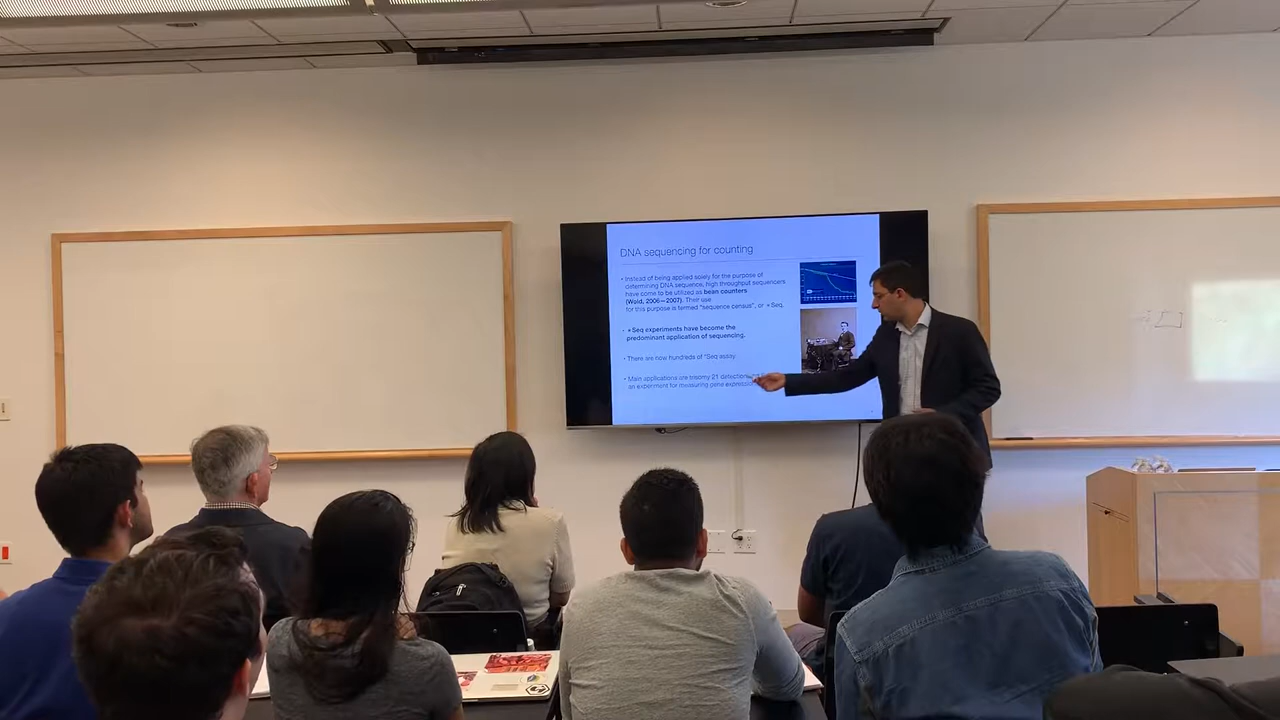 DNA sequencing for counting
• Instead of being applied solely for the purpose of
determining DNA sequence, high throughput sequencers
have come to be utilized as bean counters
(Wold, 2006—2007). Their use
for this purpose is termed "sequence census", or *Seq.
• *Seq experiments have become the
predominant application of sequencing.
• There are now hundreds of *Seq assay.
• Main applications are trisomy 21 detection
an experiment for measuring gene